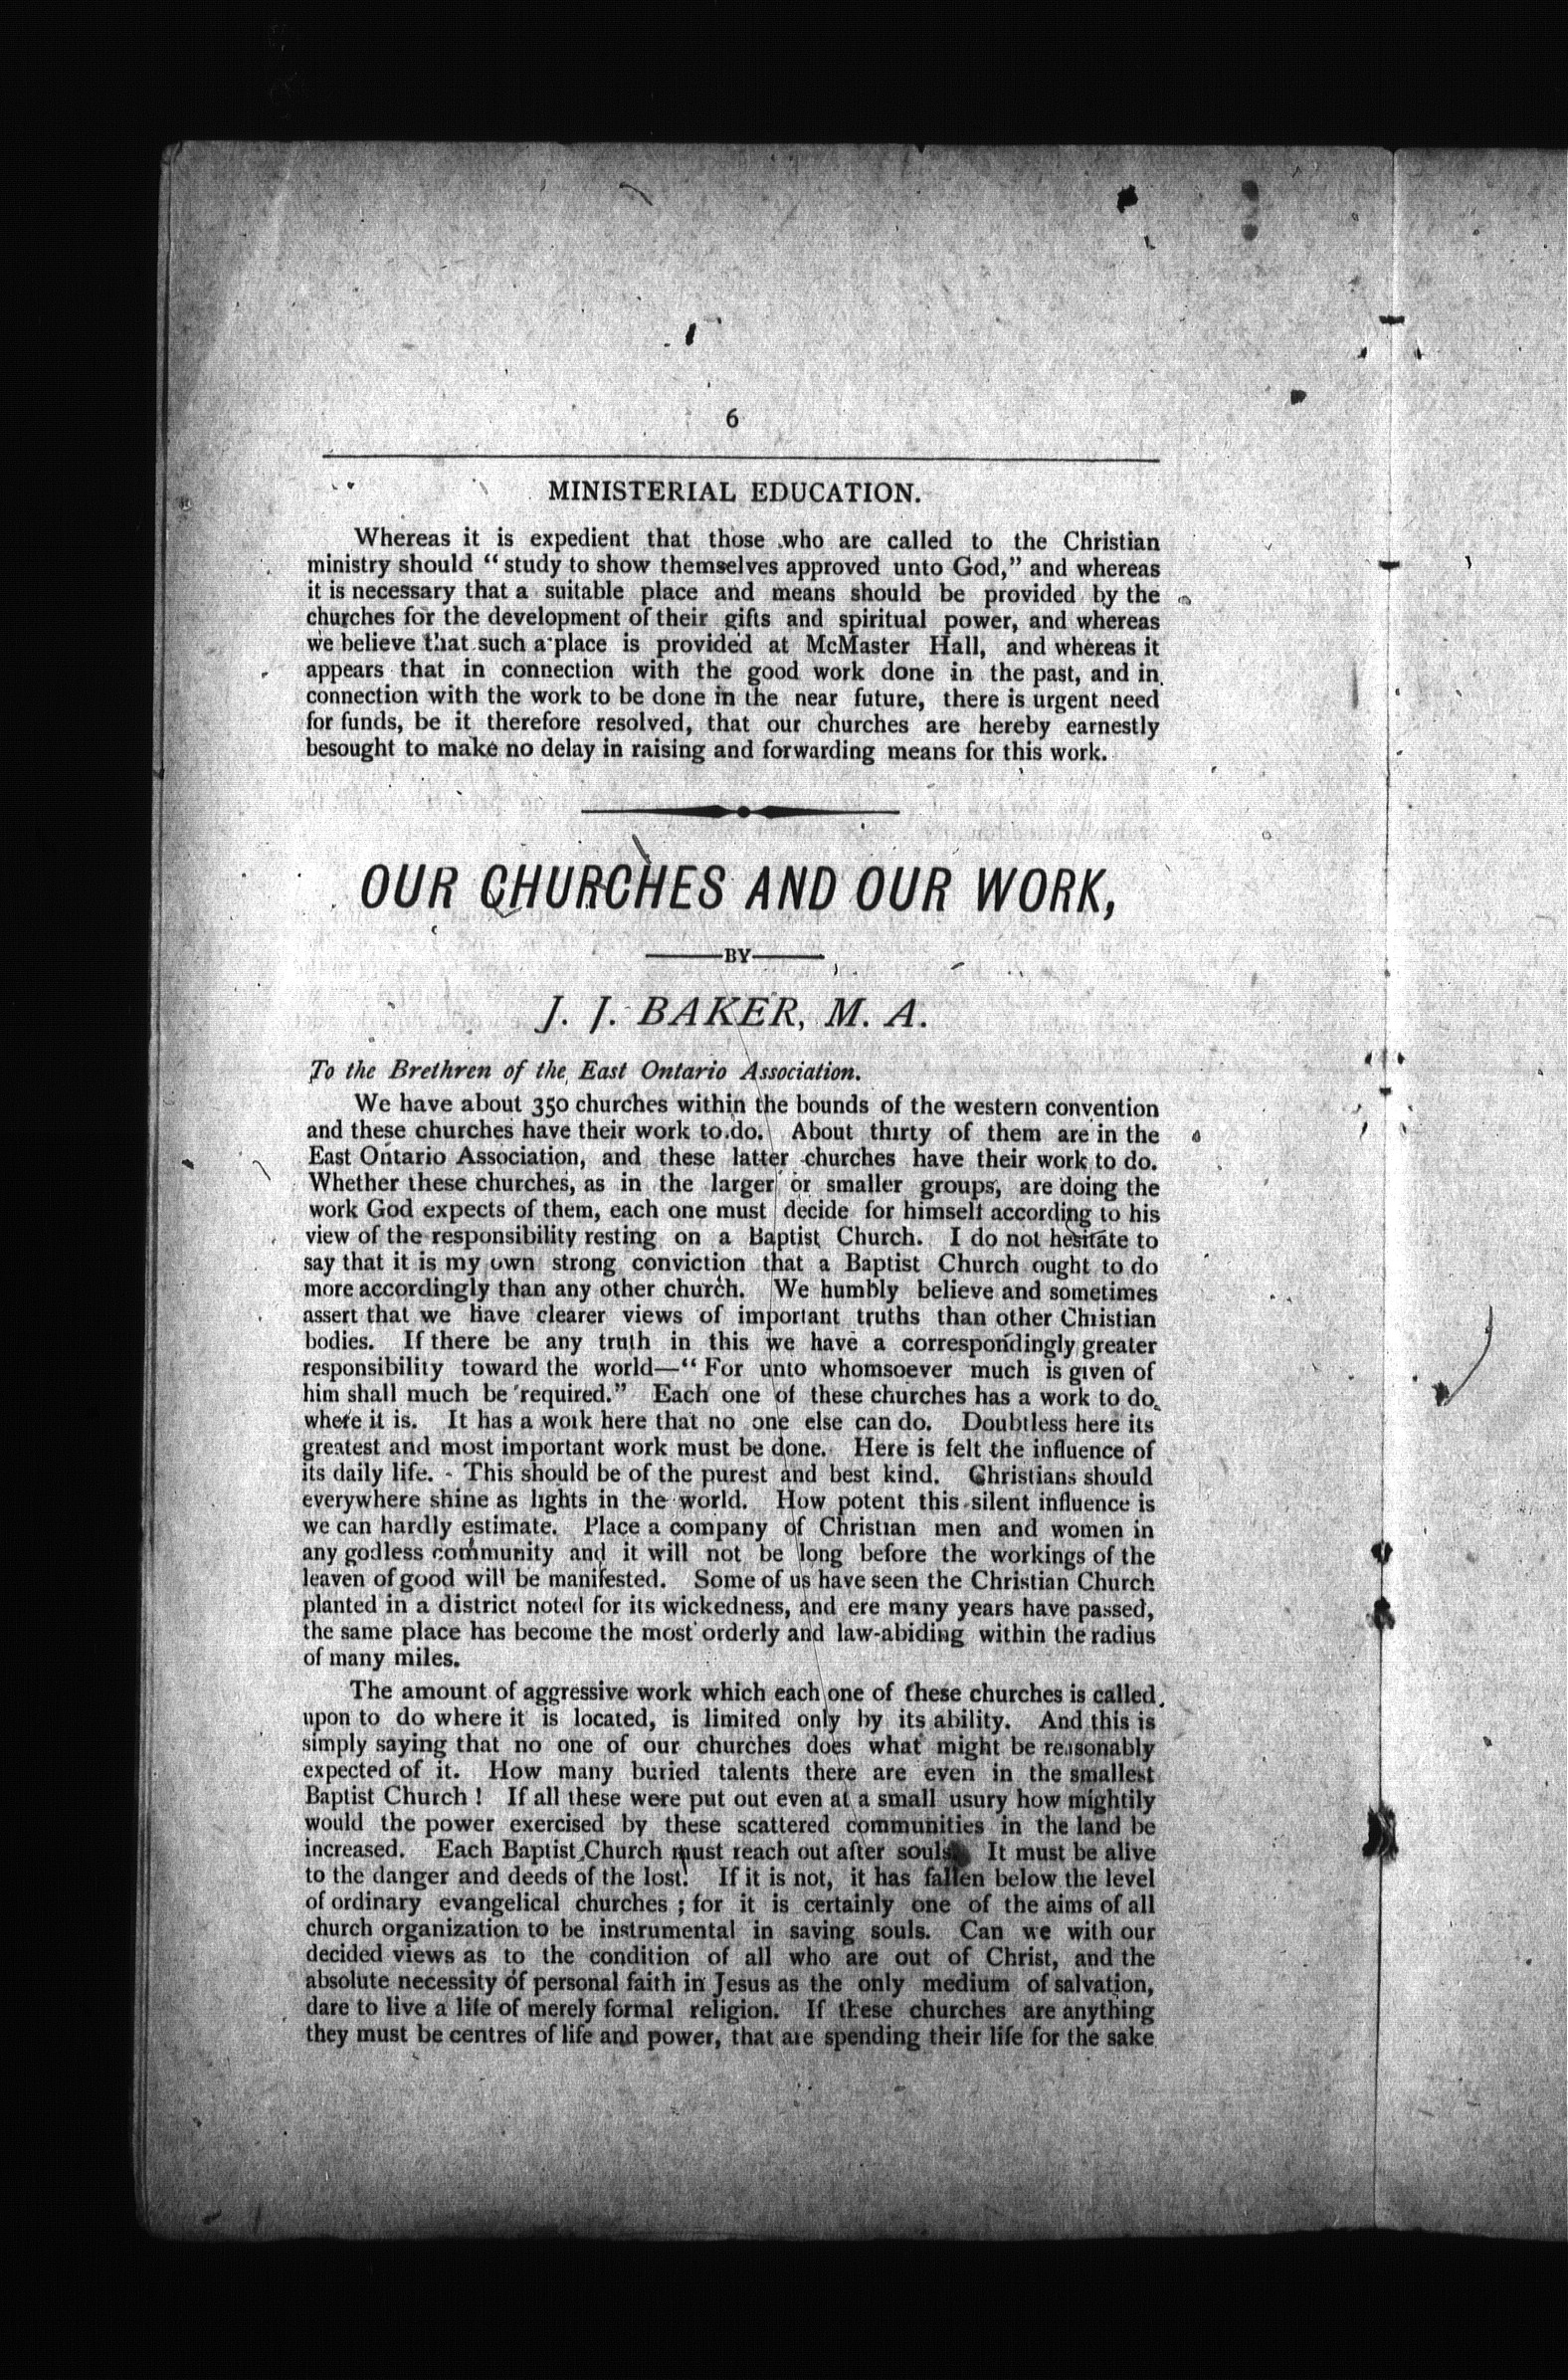 6
MINISTERIAL EDUCATION.
Whereas it is expedient that those who are called to the Christian
ministry should “ study to show themselves approved unto God,” and whereas
it is necessary that a suitable place and means should be provided by the
churches for the development of their gifts and spiritual power, and whereas
we believe that such a place is provided at McMaster Hall, and whereas it
appears that in connection with the good work done in the past, and in
connection with the work to be done in the near future, there is urgent need
for funds, be it therefore resolved, that our churches are hereby earnestly
besought to make no delay in raising and forwarding means for this work.
OUR CHURCHES AND OUR WORK,
BY
J. J. BAKER, M. A.
To the Brethren of the East Ontario Association.
We have about 350 churches within the bounds of the western convention
and these churches have their work to do. About thirty of them are in the
East Ontario Association, and these latter churches have their work to do.
Whether these churches, as in the larger or smaller groups, are doing the
work God expects of them, each one must decide for himself according to his
view of the responsibility resting on a Baptist Church. I do not hesitate to
say that it is my own strong conviction that a Baptist Church ought to do
more accordingly than any other church. We humbly believe and sometimes
assert that we have clearer views of important truths than other Christian
bodies. If there be any truth in this we have a correspondingly greater
responsibility toward the world—“ For unto whomsoever much is given of
him shall much be required.” Each one of these churches has a work to do
where it is. It has a work here that no one else can do. Doubtless here its
greatest and most important work must be done. Here is felt the influence of
its daily life. - This should be of the purest and best kind. Christians should
everywhere shine as lights in the world. How potent this silent influence is
we can hardly estimate. Place a company of Christian men and women in
any godless community and it will not be long before the workings of the
leaven of good will be manifested. Some of us have seen the Christian Church
planted in a district noted for its wickedness, and ere many years have passed,
the same place has become the most orderly and law-abiding within the radius
of many miles.
The amount of aggressive work which each one of these churches is called
upon to do where it is located, is limited only by its ability. And this is
simply saying that no one of our churches does what might be reasonably
expected of it. How many buried talents there are even in the smallest
Baptist Church ! If all these were put out even at a small usury how mightily
would the power exercised by these scattered communities in the land be
increased. Each Baptist Church must reach out after souls. It must be alive
to the danger and deeds of the lost. If it is not, it has fallen below the level
of ordinary evangelical churches ; for it is certainly one of the aims of all
church organization to be instrumental in saving souls. Can we with our
decided views as to the condition of all who are out of Christ, and the
absolute necessity of personal faith in Jesus as the only medium of salvation,
dare to live a life of merely formal religion. If these churches are anything
they must be centres of life and power, that are spending their life for the sake